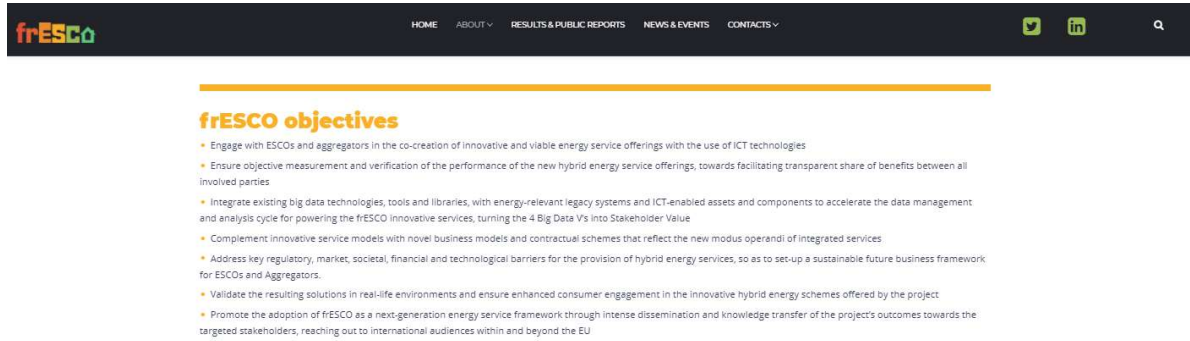 frESCO
HOME
ABOUT
RESULTS & PUBLIC REPORTS
NEWS & EVENTS
CONTACTS
in
frESCO objectives
• Engage with ESCOs and aggregators in the co-creation of innovative and viable energy service offerings with the use of ICT technologies
• Ensure objective measurement and verification of the performance of the new hybrid energy service offerings, towards facilitating transparent share of benefits between all
involved parties
• Integrate existing big data technologies, tools and libraries, with energy-relevant legacy systems and ICT-enabled assets and components to accelerate the data management
and analysis cycle for powering the frESCO innovative services, turning the 4 Big Data V's into Stakeholder Value
• Complement innovative service models with novel business models and contractual schemes that reflect the new modus operandi of integrated services
• Address key regulatory, market, societal, financial and technological barriers for the provision of hybrid energy services, so as to set-up a sustainable future business framework
for ESCOs and Aggregators.
• Validate the resulting solutions in real-life environments and ensure enhanced consumer engagement in the innovative hybrid energy schemes offered by the project
• Promote the adoption of frESCO as a next-generation energy service framework through intense dissemination and knowledge transfer of the project's outcomes towards the
targeted stakeholders, reaching out to international audiences within and beyond the EU